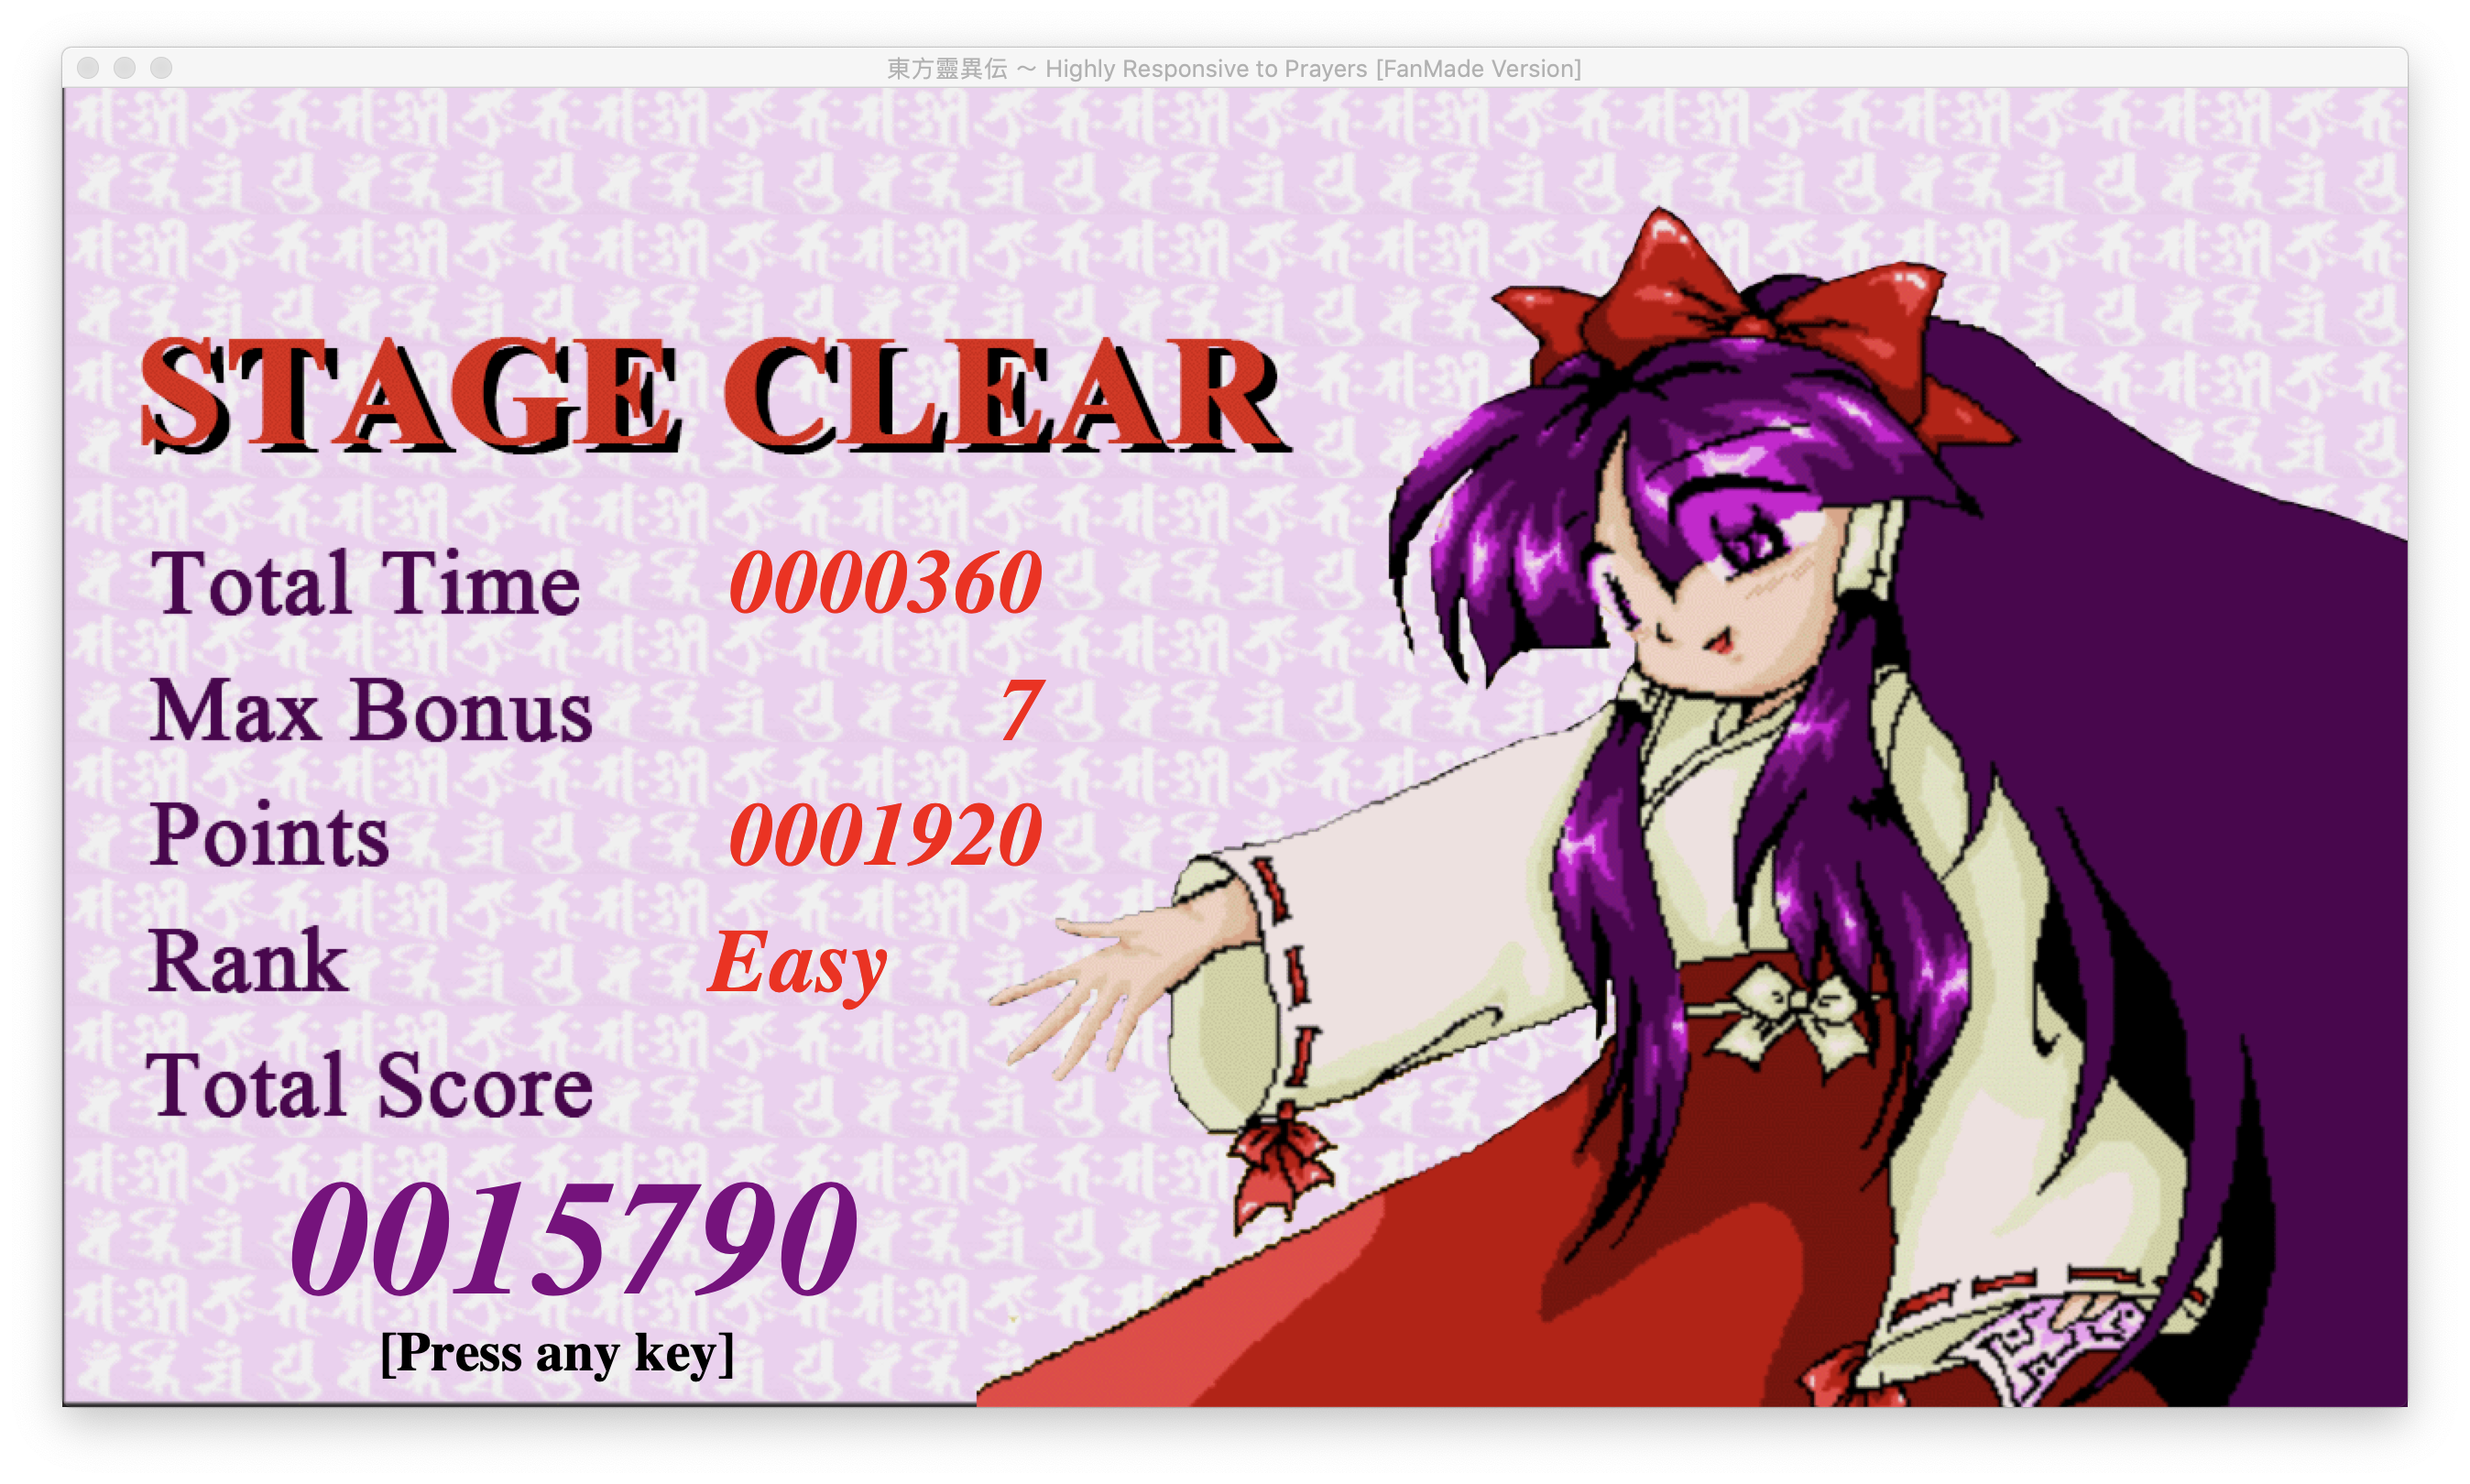 東方靈異伝 ～ Highly Responsive to Prayers [FanMade Version]
STAGE CLEAR
Total Time 0000360
Max Bonus 7
Points 0001920
Rank Easy
Total Score
0015790
[Press any key]